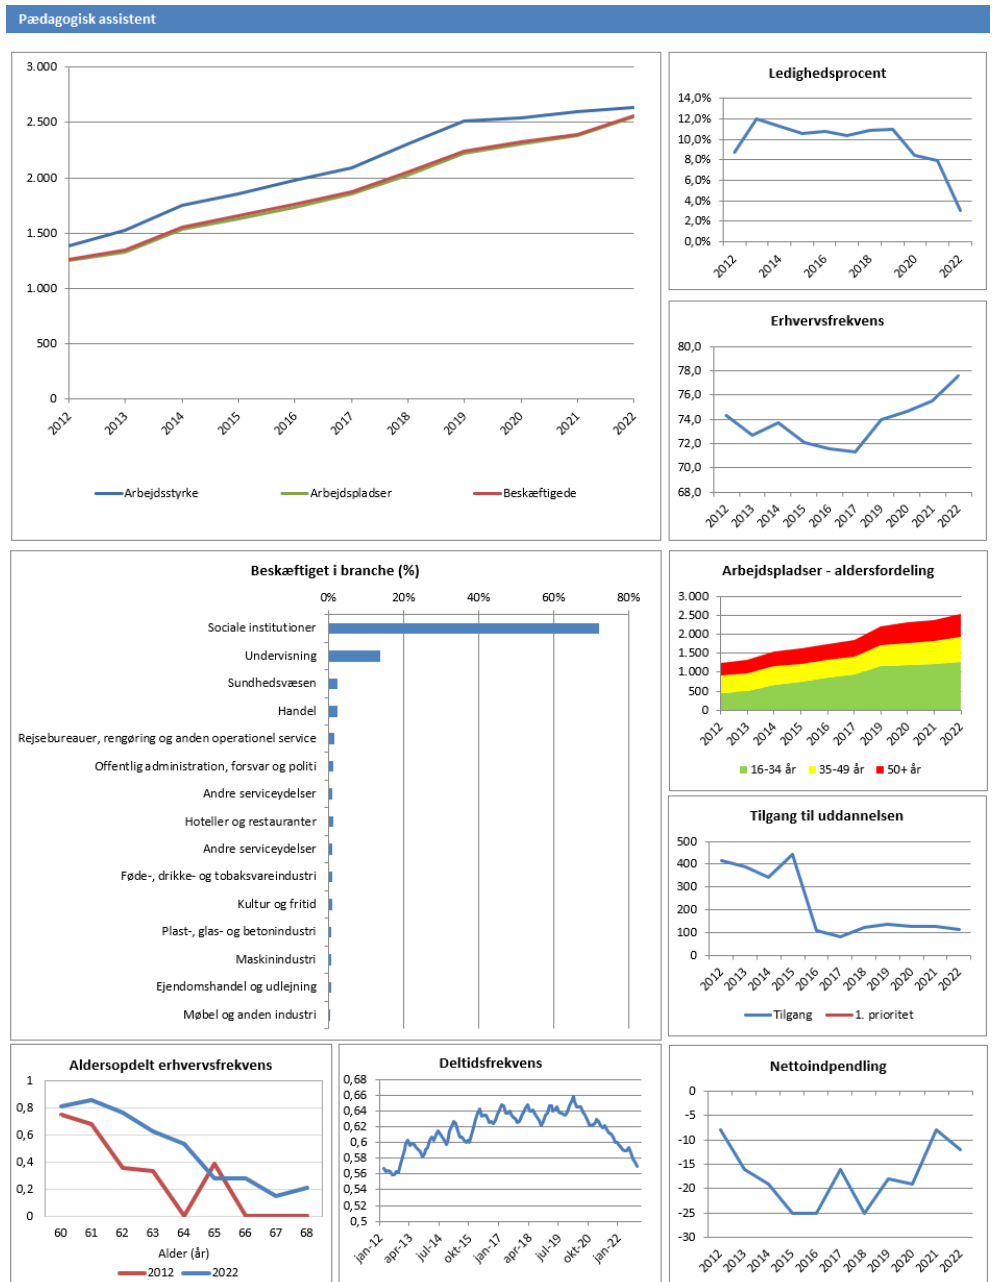 Pædagogisk assistent
3.000
2.500
2.000
1.500
1.000
500
0
2012 2013 2014 2015 2016 2017 2018 2019 2020 2021 2022
Arbejdsstyrke Arbejdspladser Beskæftigede
Ledighedsprocent
14,0%
12,0%
10,0%
8,0%
6,0%
4,0%
2,0%
0,0%
2012 2014 2016 2018 2020 2022
Erhvervsfrekvens
80,0
78,0
76,0
74,0
72,0
70,0
68,0
2012 2013 2014 2015 2016 2017 2019 2020 2021 2022
Beskæftiget i branche (%)
0% 20% 40% 60% 80%
Sociale institutioner
Undervisning
Sundhedsvæsen
Handel
Rejsebureauer, rengøring og anden operationel service
Offentlig administration, forsvar og politi
Andre serviceydelser
Hoteller og restauranter
Andre serviceydelser
Føde-, drikke- og tobaksvareindustri
Kultur og fritid
Plast-, glas- og betonindustri
Maskinindustri
Ejendomshandel og udlejning
Møbel og anden industri
Arbejdspladser - aldersfordeling
3.000
2.500
2.000
1.500
1.000
500
0
2012 2013 2014 2015 2016 2017 2019 2020 2021 2022
16-34 år 35-49 år 50+ år
Tilgang til uddannelsen
500
400
300
200
100
0
2012 2013 2014 2015 2016 2017 2018 2019 2020 2021 2022
Tilgang 1. prioritet
Aldersopdelt erhvervsfrekvens
1
0,8
0,6
0,4
0,2
0
60 61 62 63 64 65 66 67 68
Alder (år)
2012 2022
Deltidsfrekvens
0,68
0,66
0,64
0,62
0,6
0,58
0,56
0,54
0,52
0,5
jan-12 apr-13 jul-14 okt-15 jan-17 apr-18 jul-19 okt-20 jan-22
Nettoindpendling
0
-5
-10
-15
-20
-25
-30
2012 2013 2014 2015 2016 2017 2018 2019 2020 2021 2022